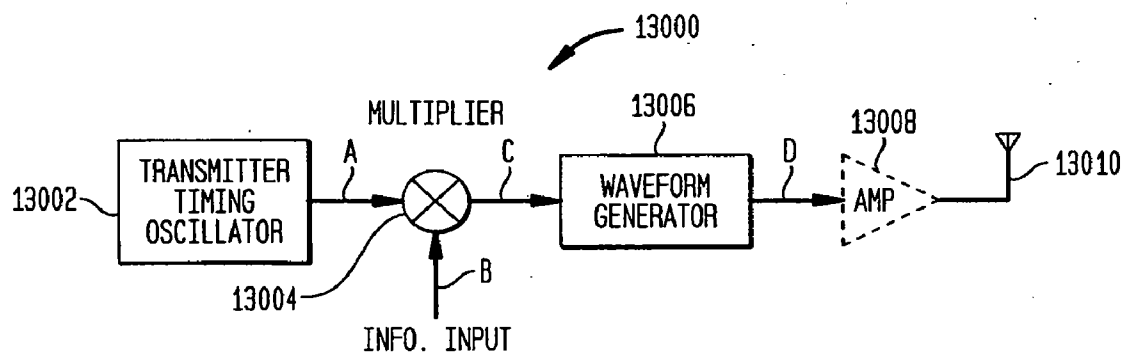 13000
MULTIPLIER
13006
13008
13002
TRANSMITTER
TIMING
OSCILLATOR
A
C
WAVEFORM
GENERATOR
D
AMP
13010
13004
B
INFO. INPUT